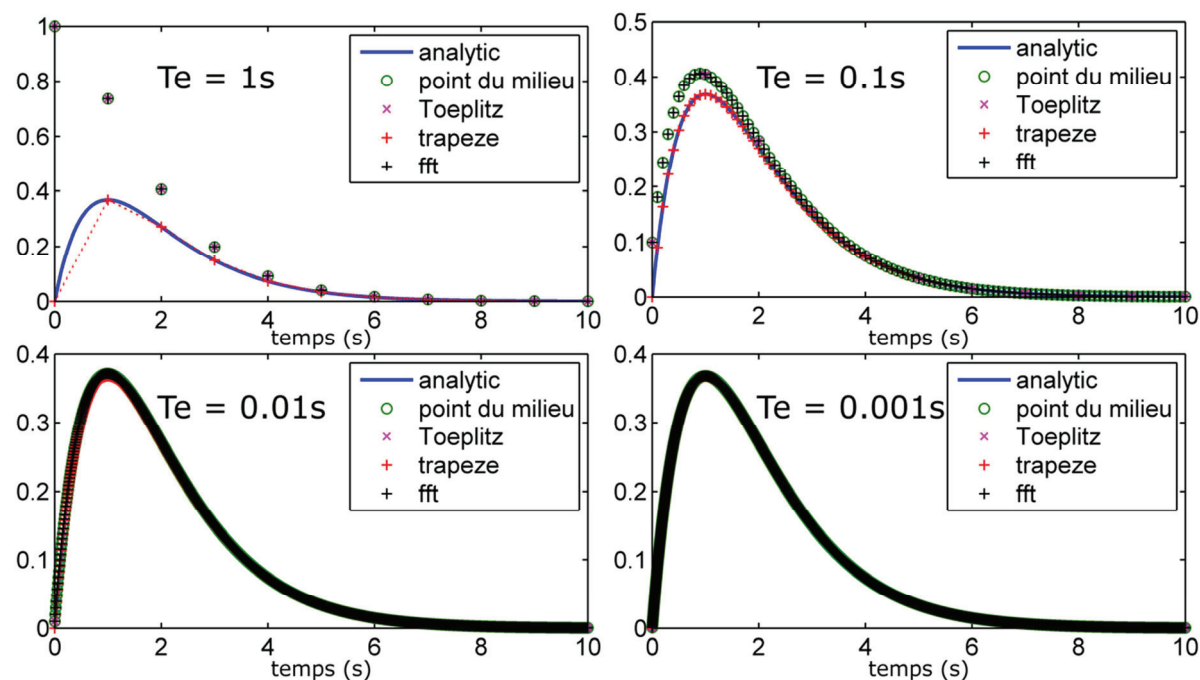 1
0.8
0.6
0.4
0.2
0
0 2 4 6 8 10
temps (s)
Te = 1s
analytic
point du milieu
Toeplitz
trapeze
fft
0.5
0.4
0.3
0.2
0.1
0
0 2 4 6 8 10
temps (s)
Te = 0.1s
analytic
point du milieu
Toeplitz
trapeze
fft
0.4
0.3
0.2
0.1
0
0 2 4 6 8 10
temps (s)
Te = 0.01s
analytic
point du milieu
Toeplitz
trapeze
fft
0.4
0.3
0.2
0.1
0
0 2 4 6 8 10
temps (s)
Te = 0.001s
analytic
point du milieu
Toeplitz
trapeze
fft